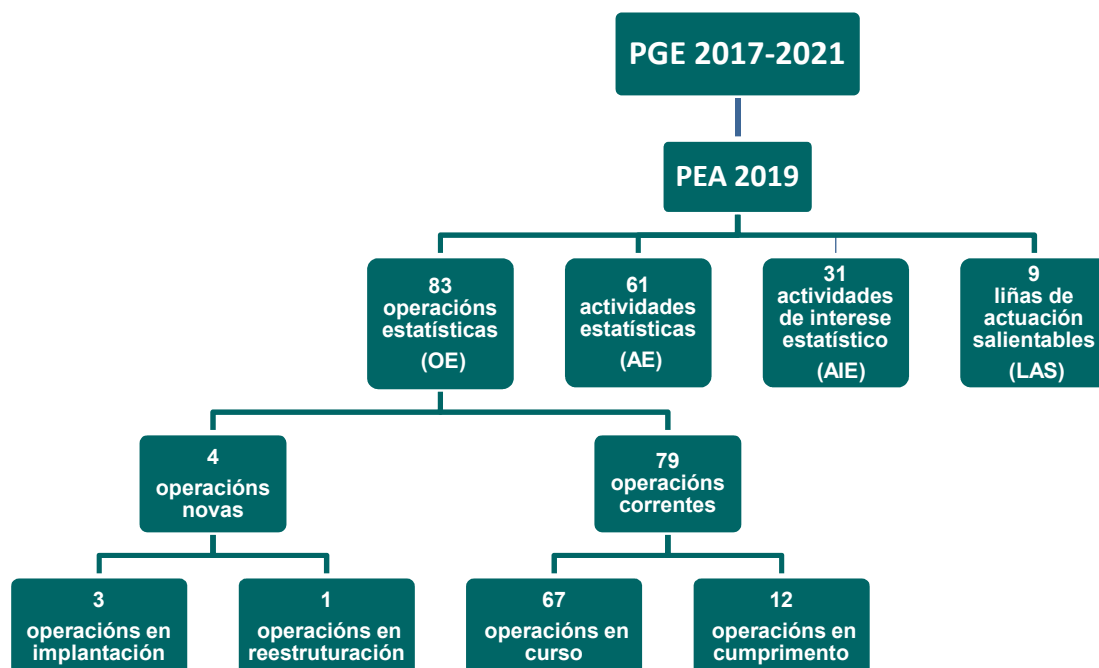 PGE 2017-2021
PEA 2019
83
operacións
estatísticas
(OE)
61
actividades
estatísticas
(AE)
31
actividades
de interese
estatístico
(AIE)
9
liñas de
actuación
salientables
(LAS)
4
operacións
novas
79
operacións
correntes
3
operacións en
implantación
1
operacións en
reestruturación
67
operacións en
curso
12
operacións en
cumprimento